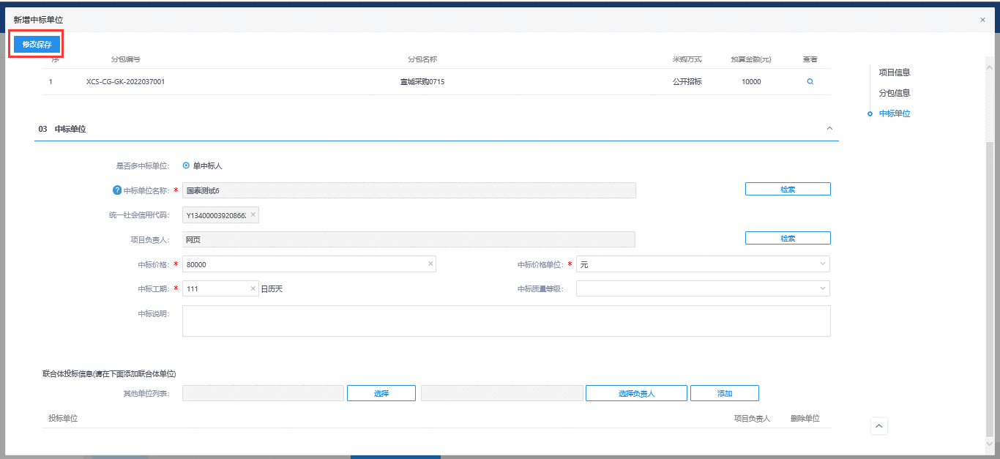 新增中标单位 ×
修改保存
序 分包编号 分包名称 采购方式 预算金额(元) 查看
1 XCS-CG-GK-2022037001 宣城采购0715 公开招标 10000
项目信息
分包信息
中标单位
03 中标单位
是否多中标单位: 单中标人
? 中标单位名称: * 国泰测试6 检索
统一社会信用代码: Y1340000392086 ×
项目负责人: 网页 检索
中标价格: * 80000 × 中标价格单位: * 元
中标工期: * 111 × 日历天 中标质量等级:
中标说明:
联合体投标信息(请在下面添加联合体单位)
其他单位列表: 选择 选择负责人 添加
投标单位 项目负责人 删除单位